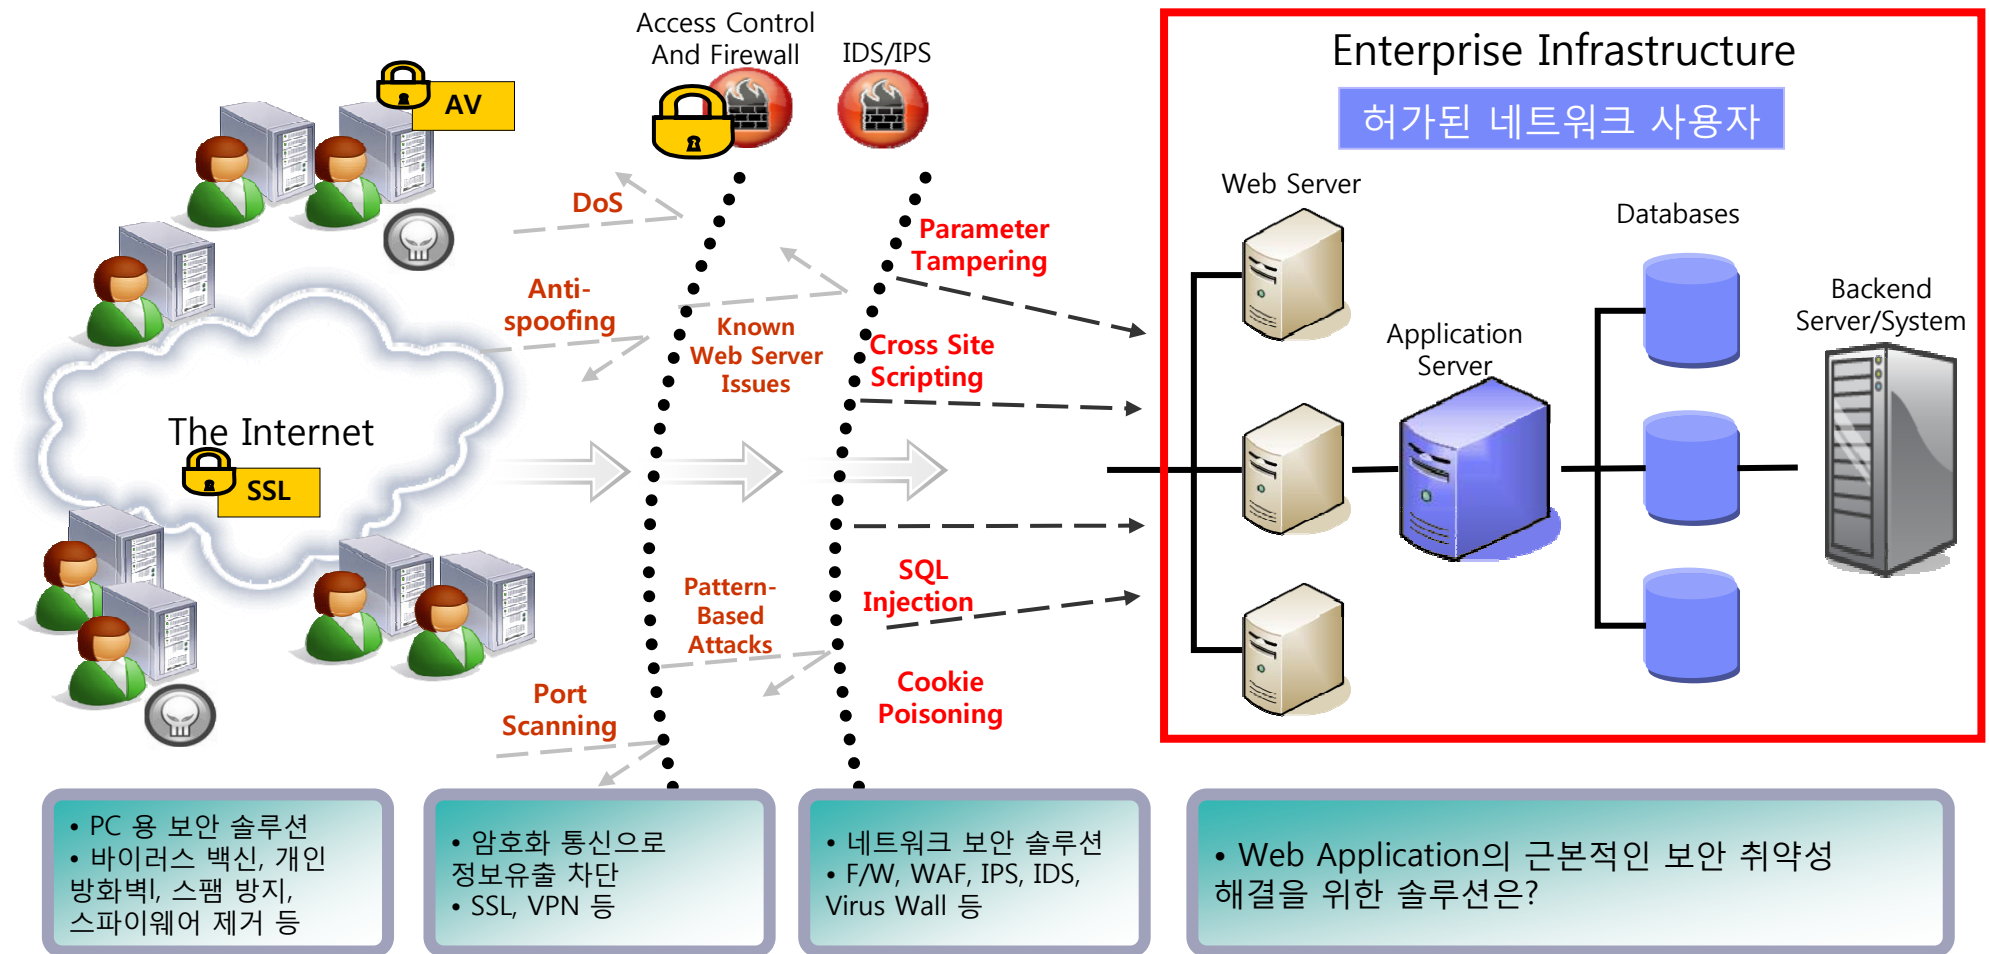 Access Control
And Firewall
IDS/IPS
Enterprise Infrastructure
허가된 네트워크 사용자
AV
Web Server
Databases
DoS
Parameter
Tampering
Anti-
spoofing
Known
Web Server
Issues
Cross Site
Scripting
Application
Server
Backend
Server/System
The Internet
SSL
Pattern-
Based
Attacks
SQL
Injection
Port
Scanning
Cookie
Poisoning
• PC 용 보안 솔루션
• 바이러스 백신, 개인
방화벽l, 스팸 방지,
스파이웨어 제거 등
• 암호화 통신으로
정보유출 차단
• SSL, VPN 등
• 네트워크 보안 솔루션
• F/W, WAF, IPS, IDS,
Virus Wall 등
• Web Application의 근본적인 보안 취약성
해결을 위한 솔루션은?